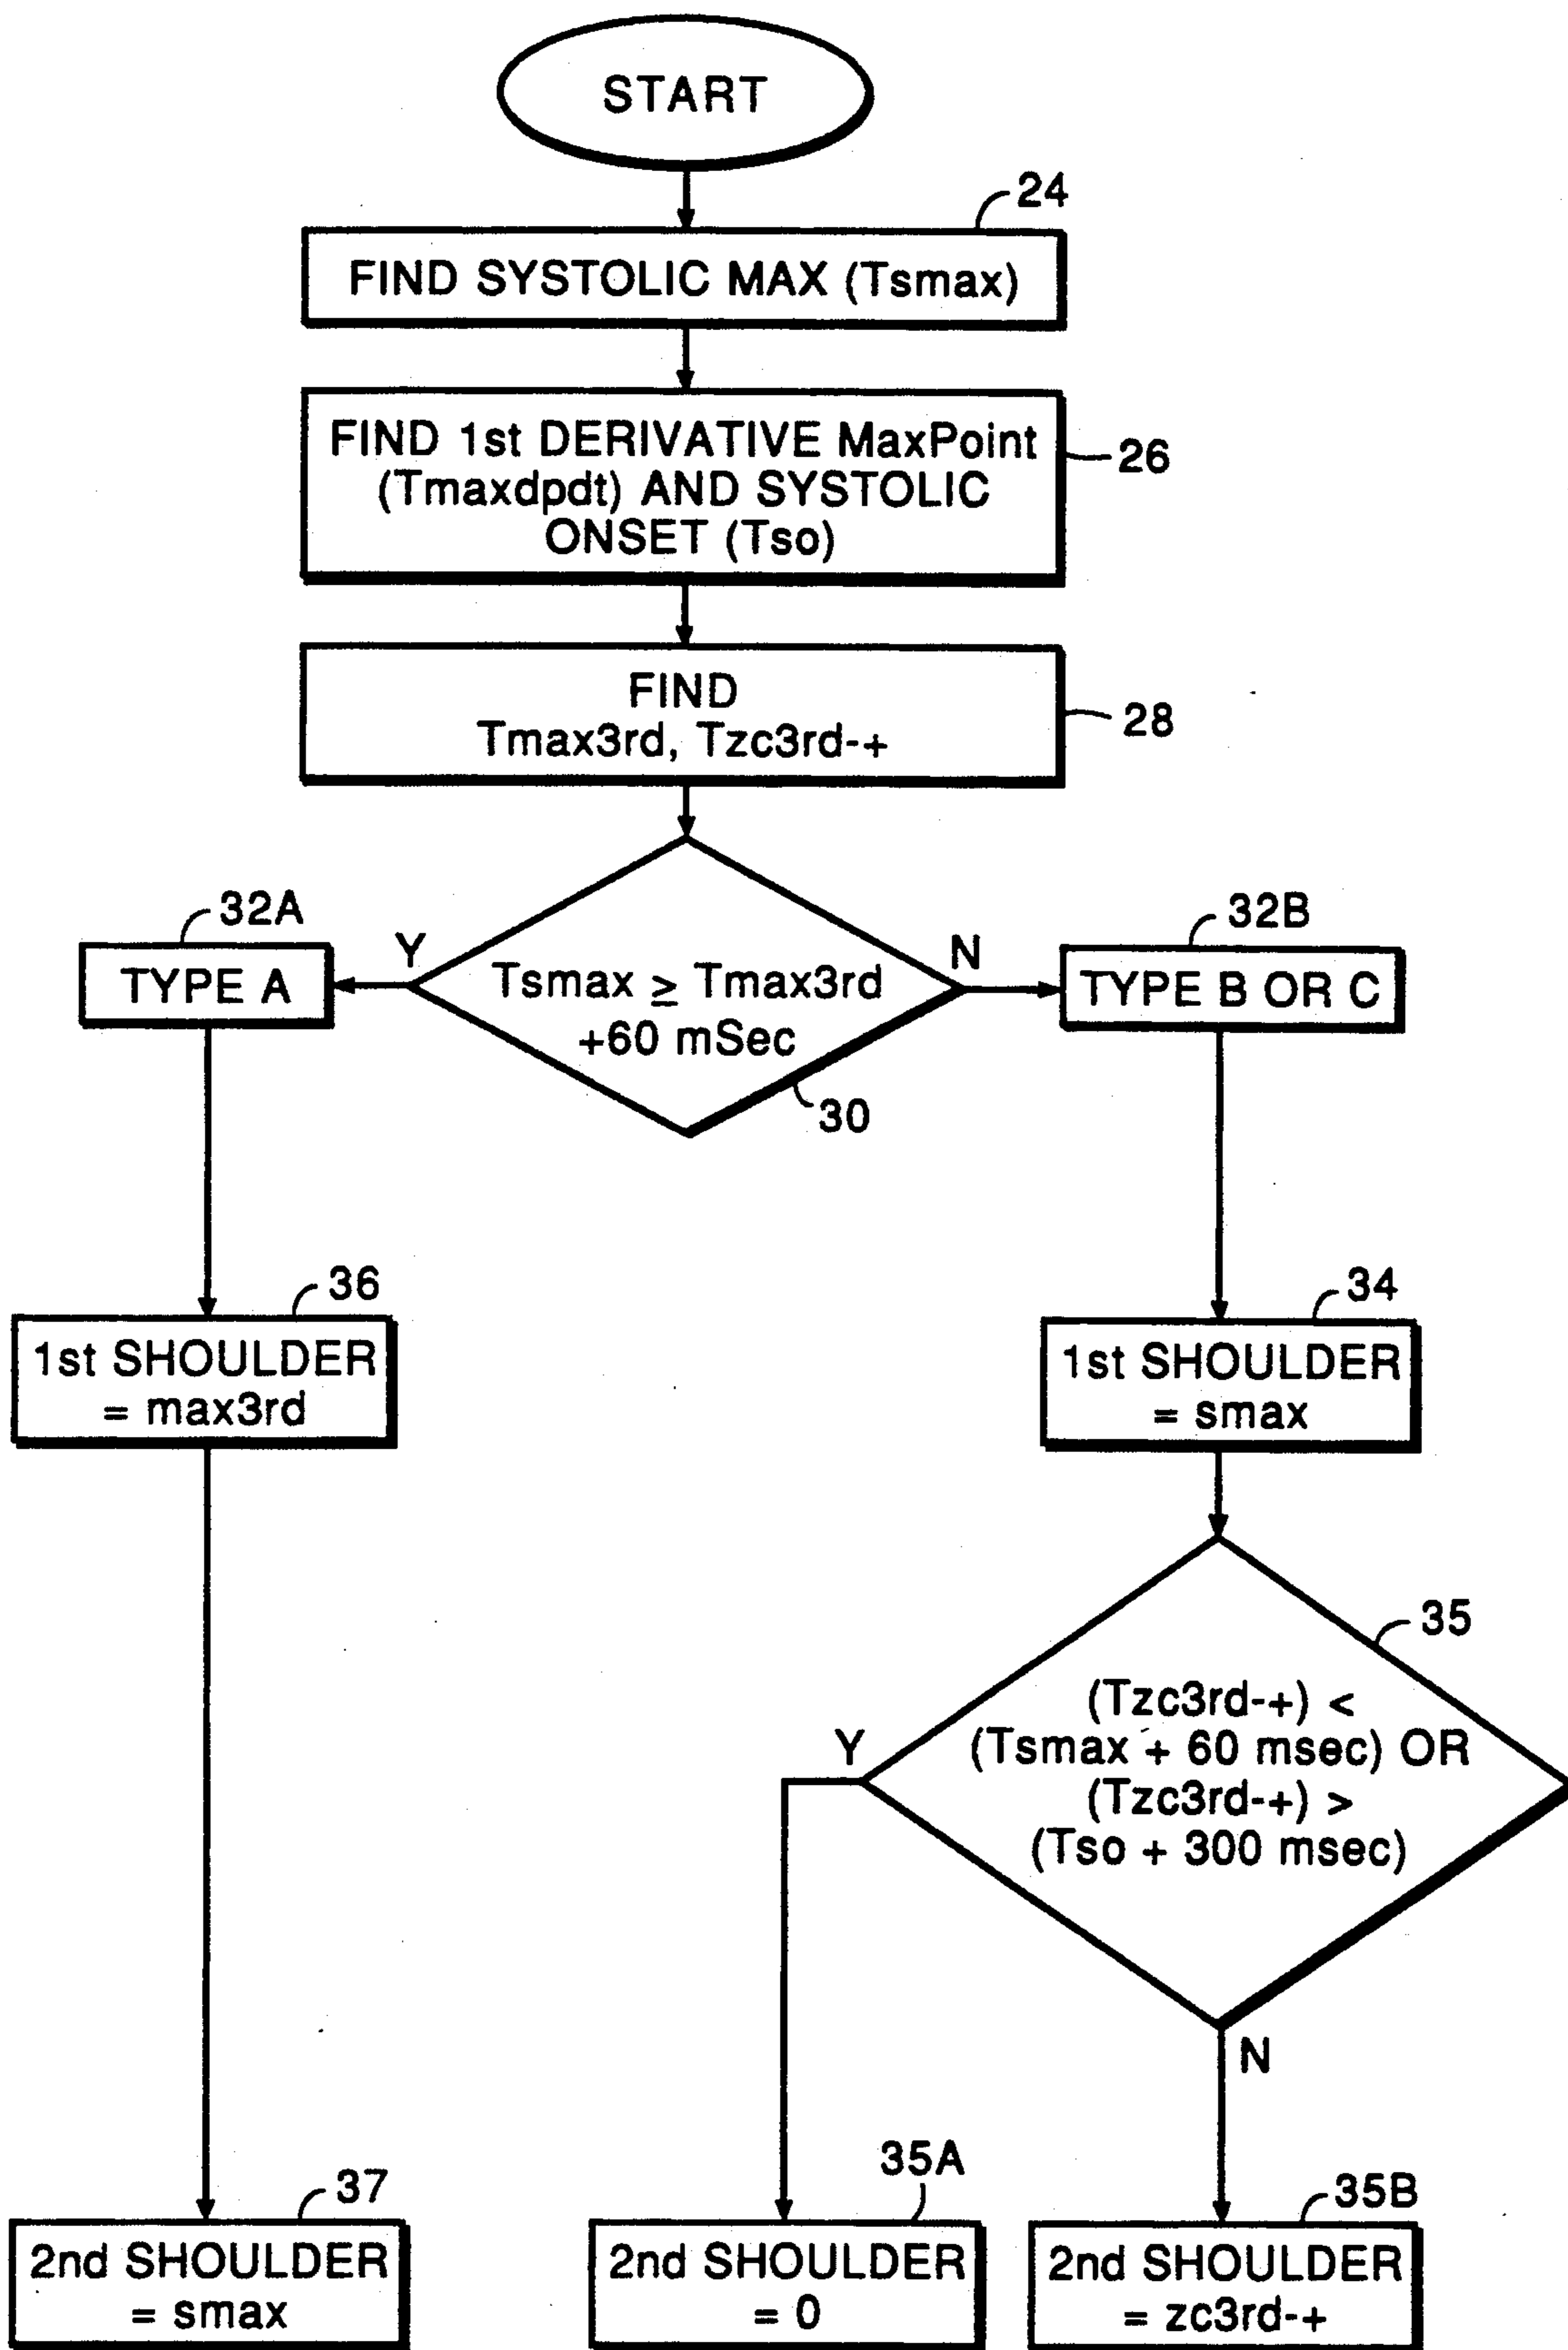 START
24
FIND SYSTOLIC MAX (Tsmax)
FIND 1st DERIVATIVE MaxPoint
(Tmaxdpdt) AND SYSTOLIC
ONSET (Tso)
26
FIND
Tmax3rd, Tzc3rd-+
28
32A
TYPE A
Y
Tsmax ≥ Tmax3rd
+60 mSec
N
30
32B
TYPE B OR C
36
1st SHOULDER
= max3rd
34
1st SHOULDER
= smax
35
(Tzc3rd-+) <
(Tsmax + 60 msec) OR
(Tzc3rd-+) >
(Tso + 300 msec)
Y
N
37
2nd SHOULDER
= smax
35A
2nd SHOULDER
= 0
35B
2nd SHOULDER
= zc3rd-+